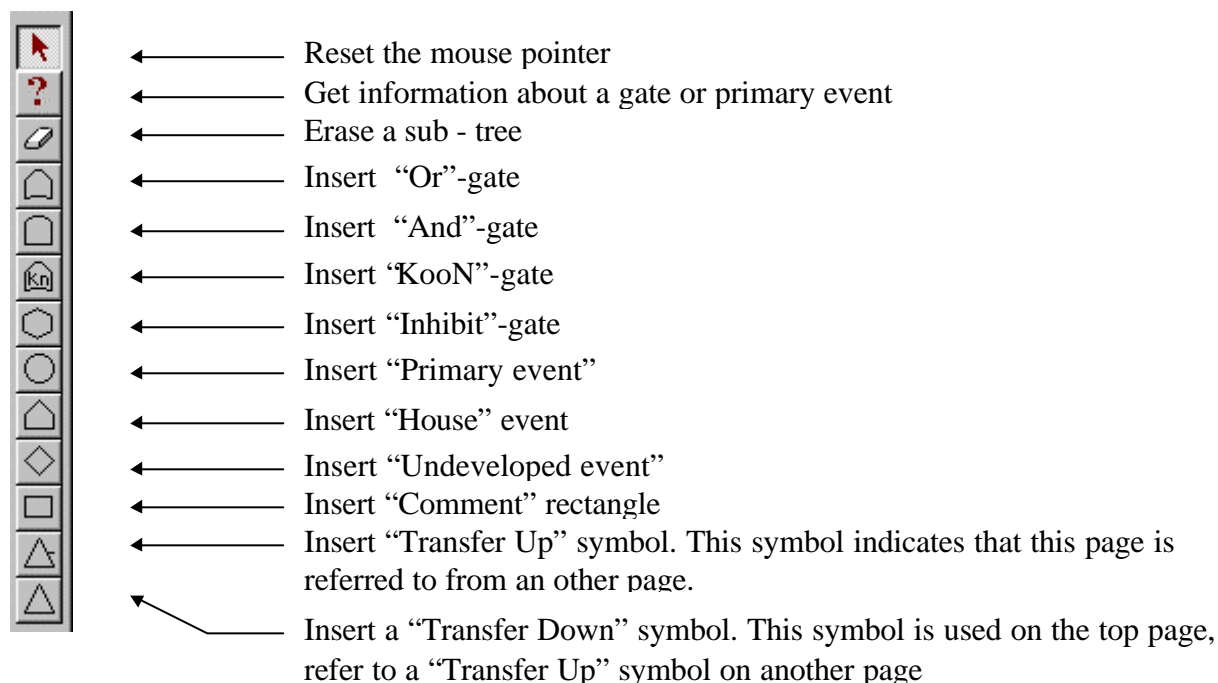 Reset the mouse pointer
? Get information about a gate or primary event
Erase a sub - tree
Insert “Or”-gate
Insert “And”-gate
k:n Insert “KooN”-gate
Insert “Inhibit”-gate
Insert “Primary event”
Insert “House” event
Insert “Undeveloped event”
Insert “Comment” rectangle
Insert “Transfer Up” symbol. This symbol indicates that this page is
referred to from an other page.
Insert a “Transfer Down” symbol. This symbol is used on the top page,
refer to a “Transfer Up” symbol on another page